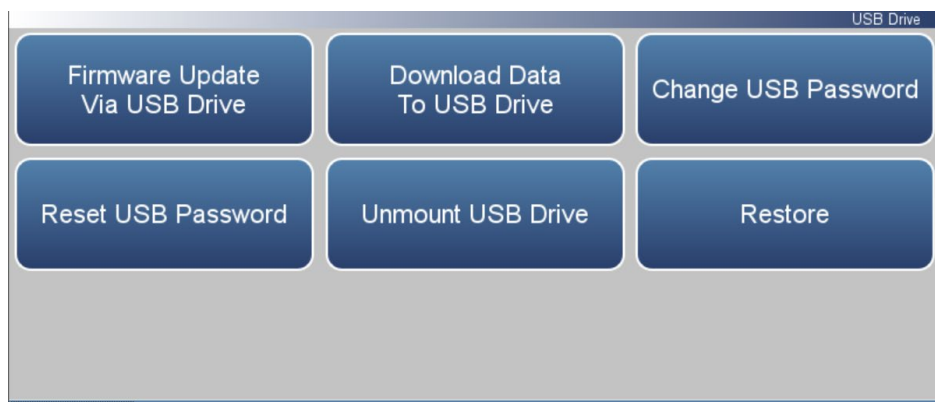 USB Drive
Firmware Update
Via USB Drive
Download Data
To USB Drive
Change USB Password
Reset USB Password
Unmount USB Drive
Restore